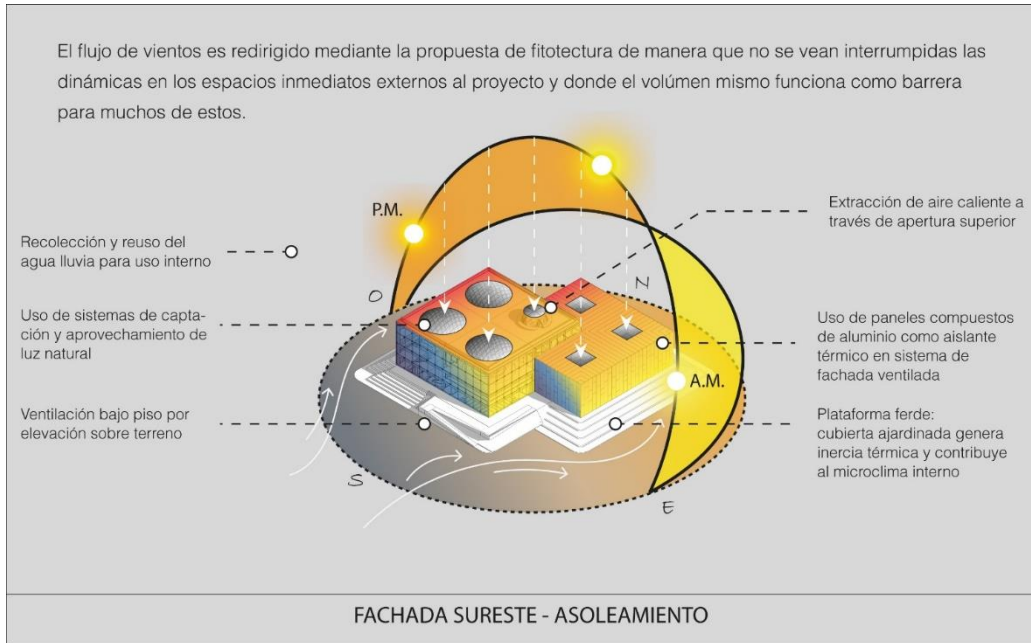 El flujo de vientos es redirigido mediante la propuesta de fitotectura de manera que no se vean interrumpidas las
dinámicas en los espacios inmediatos externos al proyecto y donde el volúmen mismo funciona como barrera
para muchos de estos.
P.M.
Extracción de aire caliente a
través de apertura superior
Recolección y reuso del
agua lluvia para uso interno
O
N
Uso de sistemas de capta-
ción y aprovechamiento de
luz natural
Uso de paneles compuestos
de aluminio como aislante
térmico en sistema de
fachada ventilada
A.M.
Ventilación bajo piso por
elevación sobre terreno
Plataforma ferde:
cubierta ajardinada genera
inercia térmica y contribuye
al microclima interno
S
E
FACHADA SURESTE - ASOLEAMIENTO